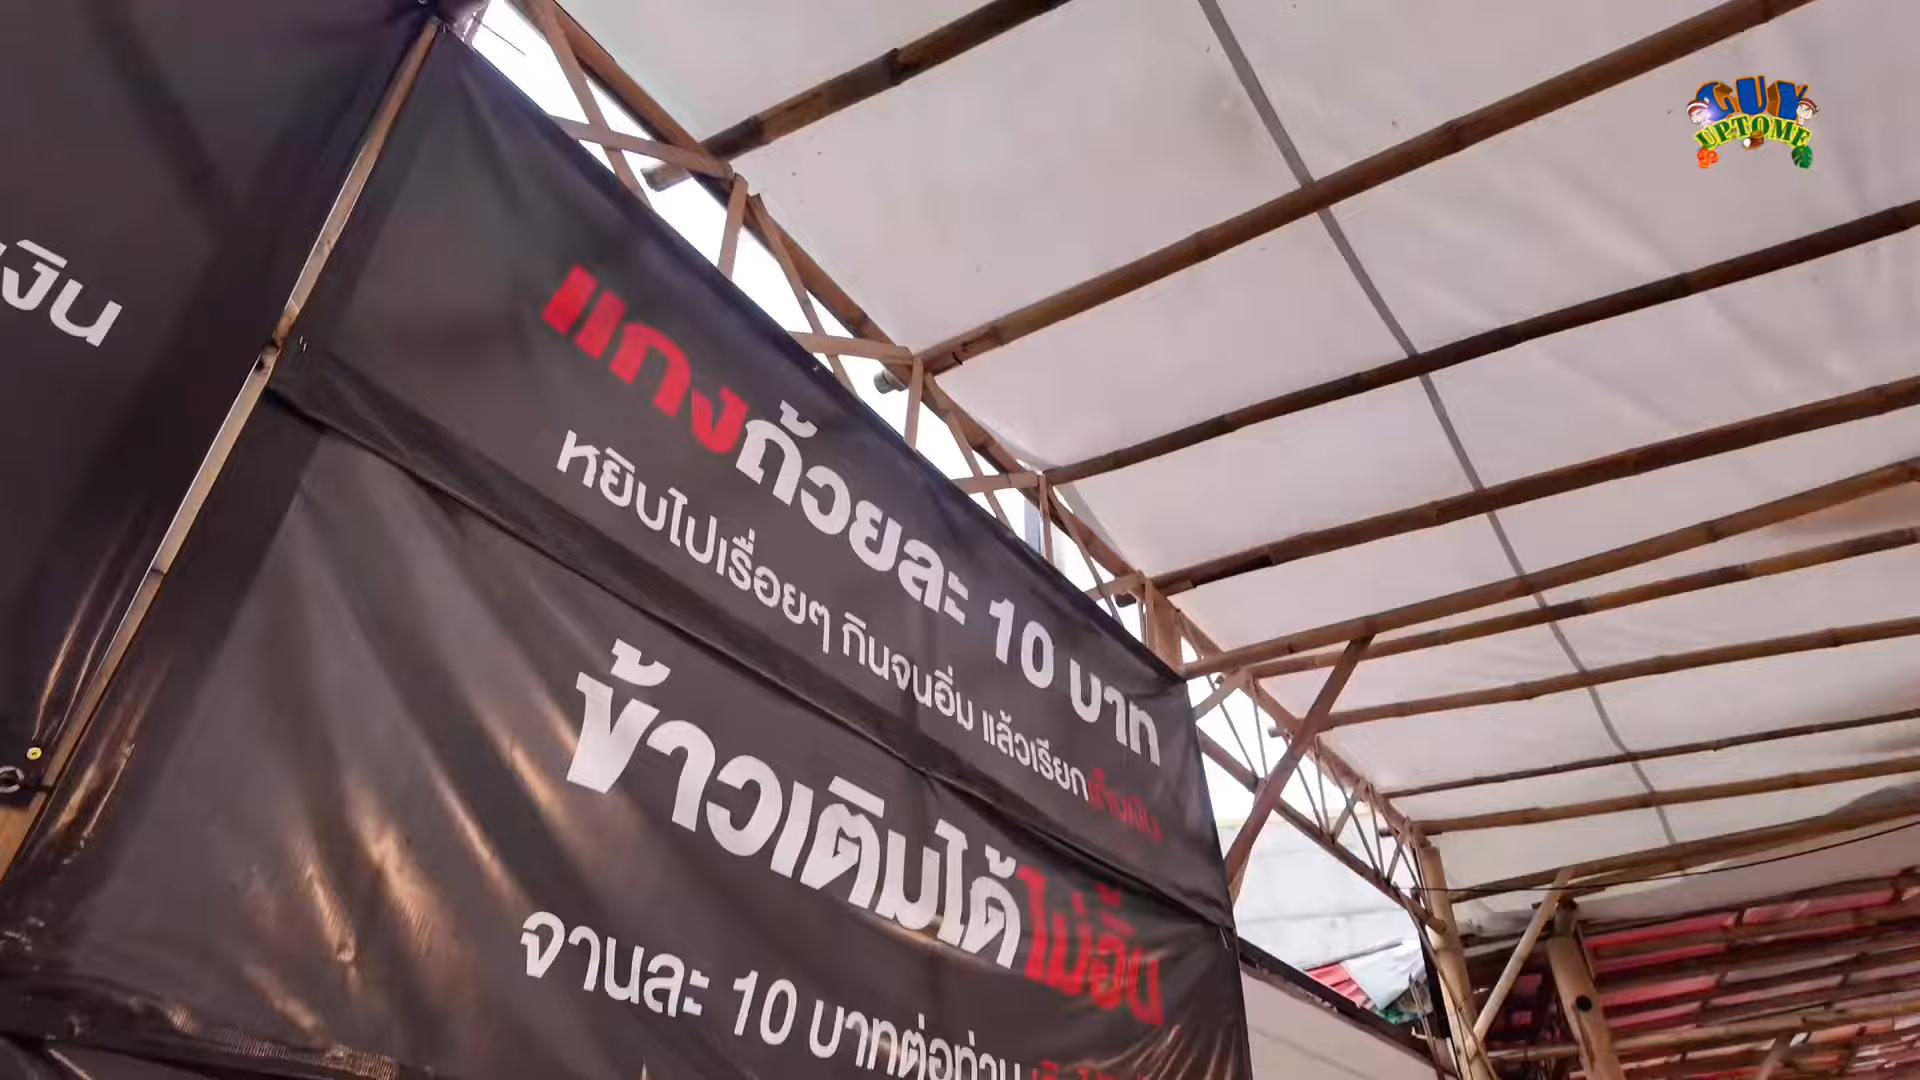 GUY
UPTOME
งิน
แกงถ้วยละ 10 บาท
หยิบไปเรื่อยๆ กินจนอิ่ม แล้วเรียก
ข้าวเติมได้ไม่อั้น
จานละ 10 บาทต่อท่าน